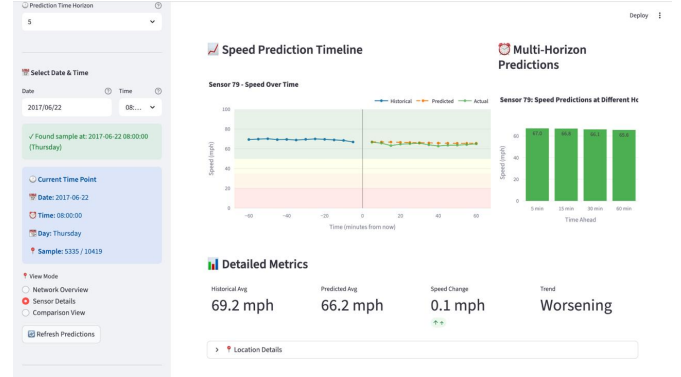 Prediction Time Horizon
5
Select Date & Time
Date
Time
2017/06/22
08:...
✓ Found sample at: 2017-06-22 08:00:00
(Thursday)
Current Time Point
Date: 2017-06-22
Time: 08:00:00
Day: Thursday
Sample: 5335 / 10419
View Mode
Network Overview
Sensor Details
Comparison View
Refresh Predictions
Deploy
Speed Prediction Timeline
Sensor 79 - Speed Over Time
Historical
Predicted
Actual
Speed (mph)
100
80
60
40
20
0
−60
−40
−20
0
20
40
60
Time (minutes from now)
Multi-Horizon
Predictions
Sensor 79: Speed Predictions at Different Ho
Speed (mph)
60
40
20
0
66.1
5 min
15 min
30 min
60 min
Time Ahead
Detailed Metrics
Historical Avg
69.2 mph
Predicted Avg
66.2 mph
Speed Change
0.1 mph
↑ +
Trend
Worsening
Location Details